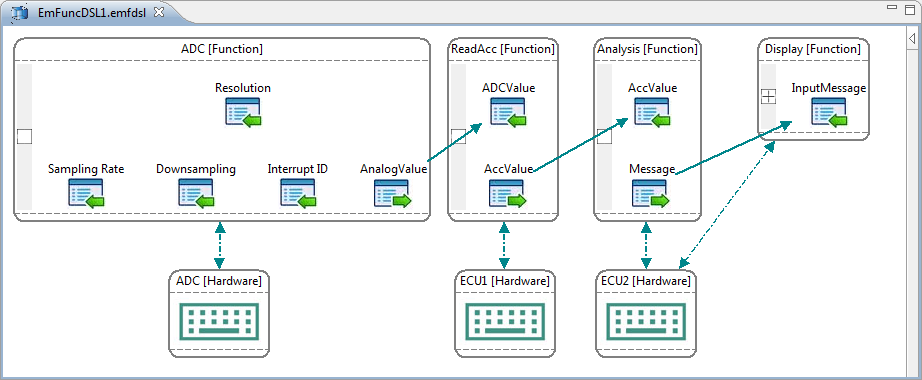 EmFuncDSL1.emfdsl
ADC [Function]
ReadAcc [Function]
Analysis [Function]
Display [Function]
Resolution
ADCValue
AccValue
InputMessage
Sampling Rate
Downsampling
Interrupt ID
AnalogValue
AccValue
Message
ADC [Hardware]
ECU1 [Hardware]
ECU2 [Hardware]